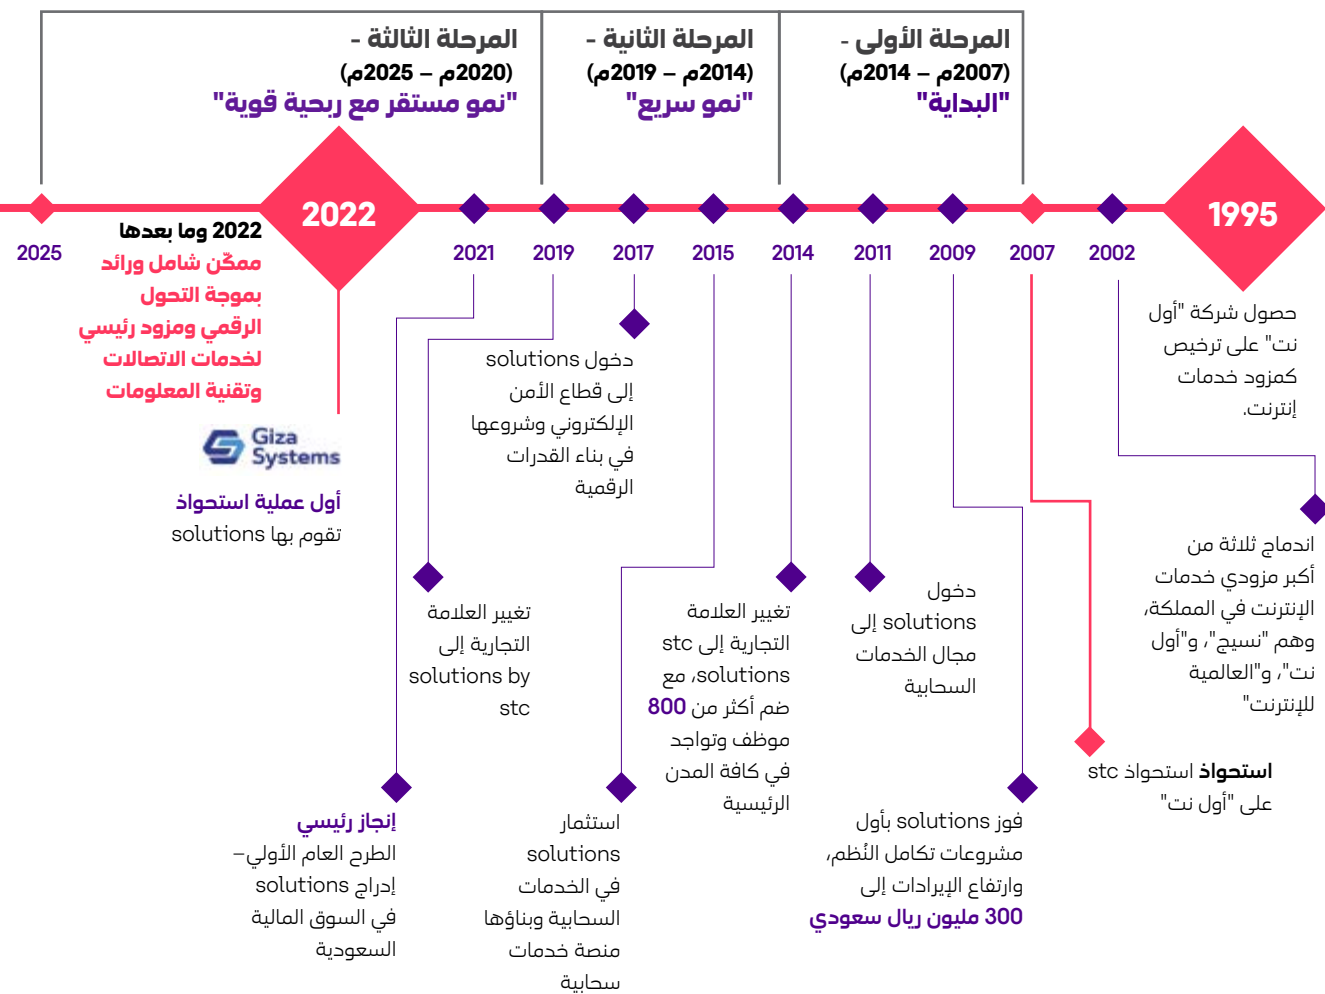 المرحلة الأولى -
(2007م – 2014م)
"البداية"
المرحلة الثانية -
(2014م – 2019م)
"نمو سريع"
المرحلة الثالثة -
(2020م – 2025م)
"نمو مستقر مع ربحية قوية"
1995
حصول شركة "أول
نت" على ترخيص
كمزود خدمات
إنترنت.
2002
اندماج ثلاثة من
أكبر مزودي خدمات
الإنترنت في المملكة،
وهم "نسيج"، و"أول
نت"، و"العالمية
للإنترنت"
2007
استحواذ استحواذ stc
على "أول نت"
2009
فوز solutions بأول
مشروعات تكامل النُظم،
وارتفاع الإيرادات إلى
300 مليون ريال سعودي
2011
دخول
solutions إلى
مجال الخدمات
السحابية
2014
تغيير العلامة
التجارية إلى stc
solutions، مع
ضم أكثر من 800
موظف وتواجد
في كافة المدن
الرئيسية
2015
استثمار
solutions
في الخدمات
السحابية وبناؤها
منصة خدمات
سحابية
2017
دخول solutions
إلى قطاع الأمن
الإلكتروني وشروعها
في بناء القدرات
الرقمية
2019
تغيير العلامة
التجارية إلى
solutions by
stc
2021
إنجاز رئيسي
الطرح العام الأولي–
إدراج solutions
في السوق المالية
السعودية
2022
Giza
Systems
أول عملية استحواذ
تقوم بها solutions
2022 وما بعدها
ممكّن شامل ورائد
بموجة التحول
الرقمي ومزود رئيسي
لخدمات الاتصالات
وتقنية المعلومات
2025